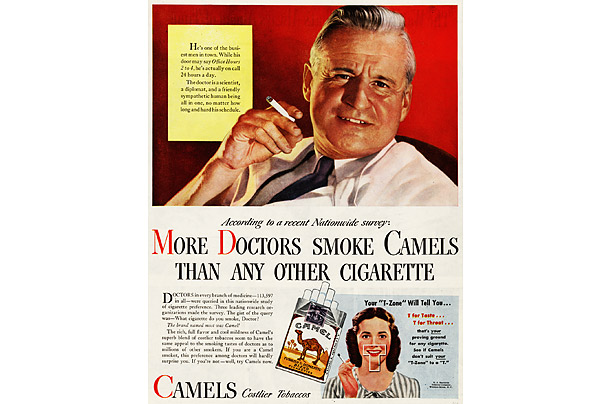 He's one of the busi-
est men in town. While his
door may say Office Hours
2 to 4, he's actually on call
24 hours a day.
The doctor is a scientist,
a diplomat, and a friendly
sympathetic human being
all in one, no matter how
long and hard his schedule.
According to a recent Nationwide survey:
MORE DOCTORS SMOKE CAMELS
THAN ANY OTHER CIGARETTE
DOCTORS in every branch of medicine—113,597
in all—were queried in this nationwide study
of cigarette preference. Three leading research or-
ganizations made the survey. The gist of the query
was—What cigarette do you smoke, Doctor?
The brand named most was Camel!
The rich, full flavor and cool mildness of Camel's
superb blend of costlier tobaccos seem to have the
same appeal to the smoking tastes of doctors as to
millions of other smokers. If you are a Camel
smoker, this preference among doctors will hardly
surprise you. If you're not—well, try Camels now.
CAMEL
Your "T-Zone" Will Tell You...
T for Taste...
T for Throat...
that's your
proving ground
for any cigarette.
See if Camels
don't suit your
"T-Zone" to a "T."
CAMELS Costlier Tobaccos